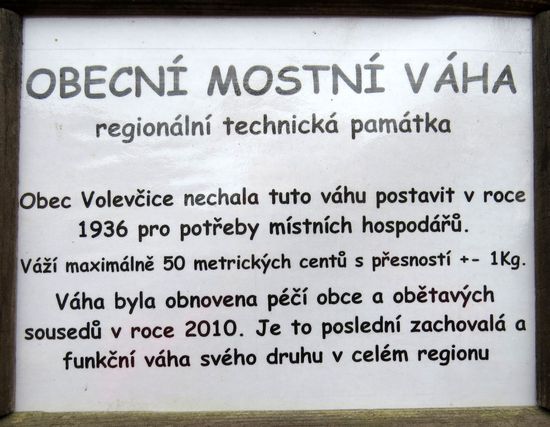 OBECNÍ MOSTNÍ VÁHA
regionální technická památka
Obec Volevčice nechala tuto váhu postavit v roce
1936 pro potřeby místních hospodářů.
Váží maximálně 50 metrických centů s přesností +- 1Kg.
Váha byla obnovena péčí obce a obětavých
sousedů v roce 2010. Je to poslední zachovalá a
funkční váha svého druhu v celém regionu